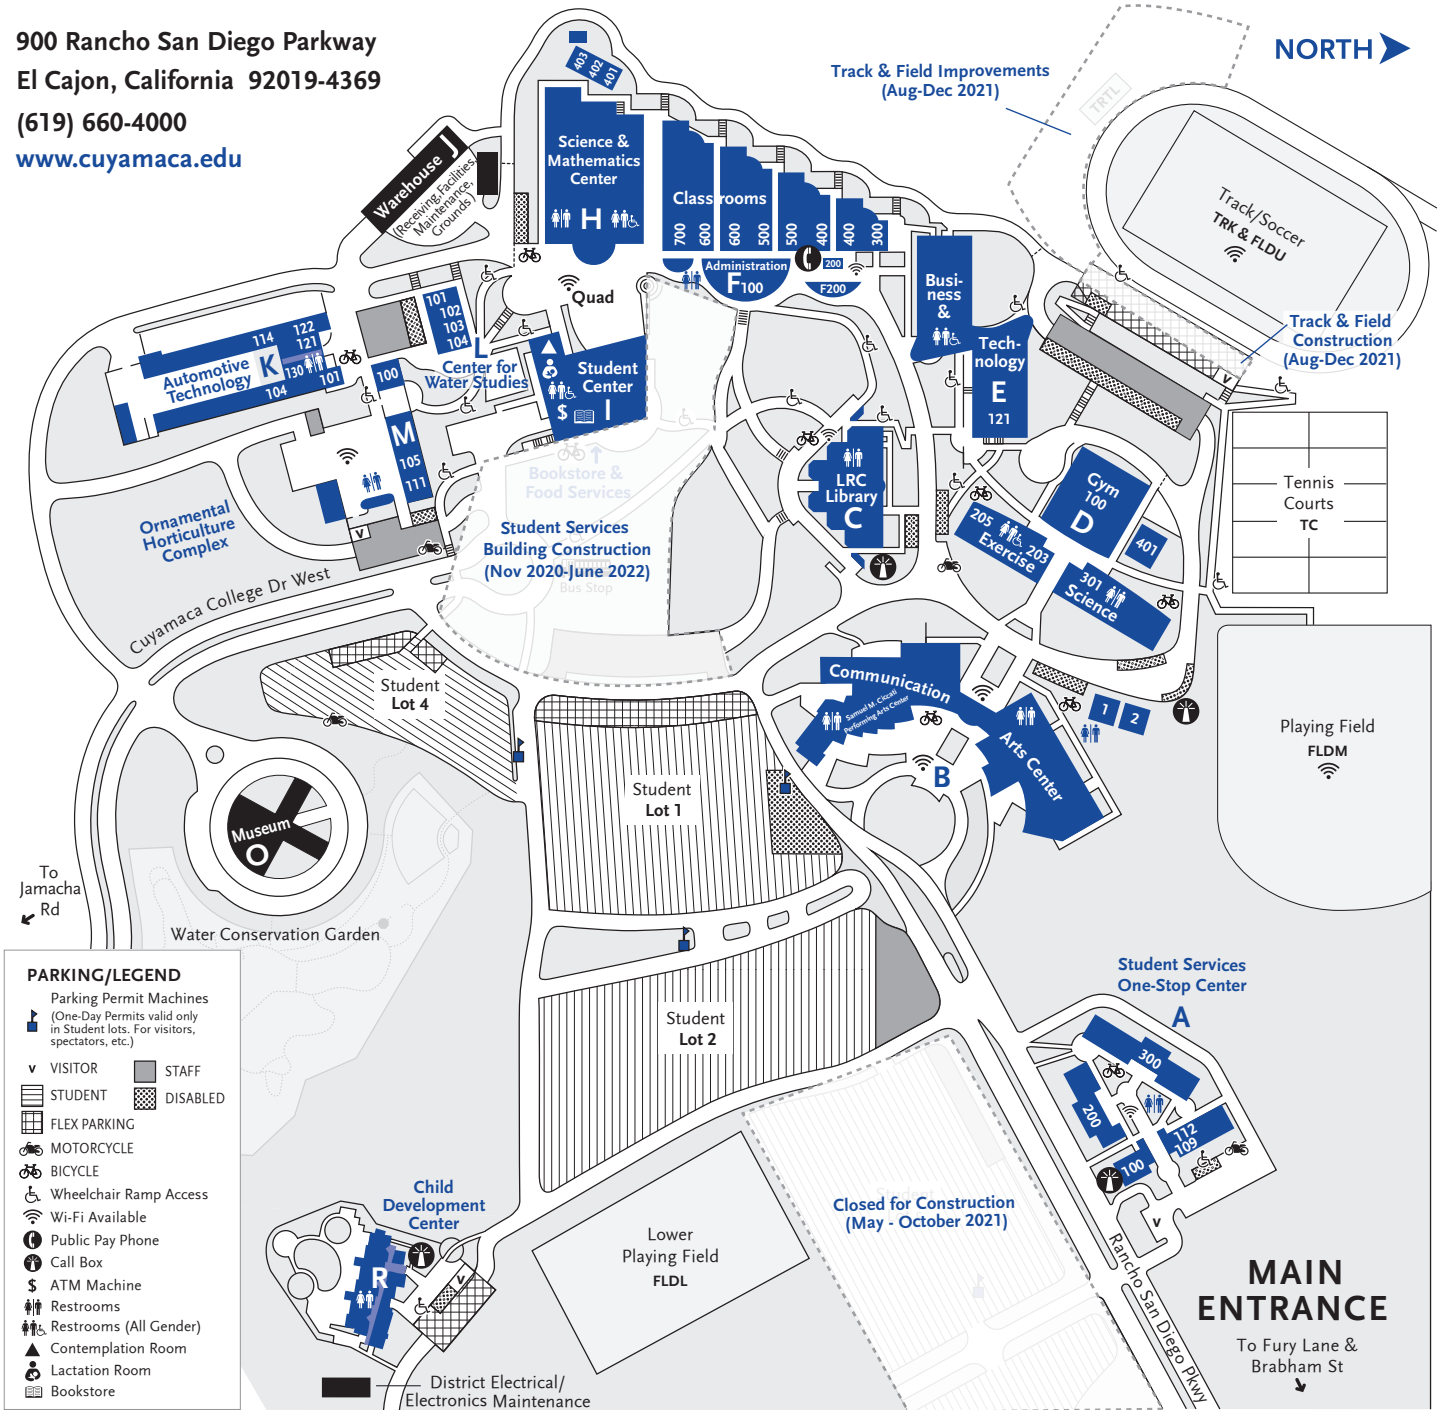 900 Rancho San Diego Parkway
El Cajon, California 92019-4369
(619) 660-4000
www.cuyamaca.edu
NORTH
Track & Field Improvements
(Aug-Dec 2021)
TRTL
Track/Soccer
TRK & FLDU
Track & Field
Construction
(Aug-Dec 2021)
V
403
402
401
Science &
Mathematics
Center
H
Warehouse J
(Receiving, Facilities,
Maintenance,
Grounds)
Classrooms
700
600
600
500
500
400
400
300
Administration
F100
200
F200
Quad
Busi-
ness
&
Tech-
nology
E
121
101
102
103
104
L
Center for
Water Studies
114
122
121
Automotive
Technology
K
130
101
104
100
Student
Center
$
I
M
105
111
V
Ornamental
Horticulture
Complex
Bookstore &
Food Services
Student Services
Building Construction
(Nov 2020-June 2022)
Bus Stop
LRC
Library
C
Gym
100
D
401
205
203
Exercise
301
Science
Tennis
Courts
TC
Cuyamaca College Dr West
Student
Lot 4
Communication
Samuel M. Ciccati
Performing Arts Center
Arts Center
B
1
2
Playing Field
FLDM
Student
Lot 1
Museum
O
To
Jamacha
Rd
Water Conservation Garden
Student
Lot 2
Student Services
One-Stop Center
A
300
200
112
109
100
V
PARKING/LEGEND
Parking Permit Machines
(One-Day Permits valid only
in Student lots. For visitors,
spectators, etc.)
V VISITOR
STAFF
STUDENT
DISABLED
FLEX PARKING
MOTORCYCLE
BICYCLE
Wheelchair Ramp Access
Wi-Fi Available
Public Pay Phone
Call Box
$ ATM Machine
Restrooms
Restrooms (All Gender)
Contemplation Room
Lactation Room
Bookstore
Child
Development
Center
R
V
Lower
Playing Field
FLDL
Closed for Construction
(May - October 2021)
Rancho San Diego Pkwy
MAIN
ENTRANCE
To Fury Lane &
Brabham St
District Electrical/
Electronics Maintenance